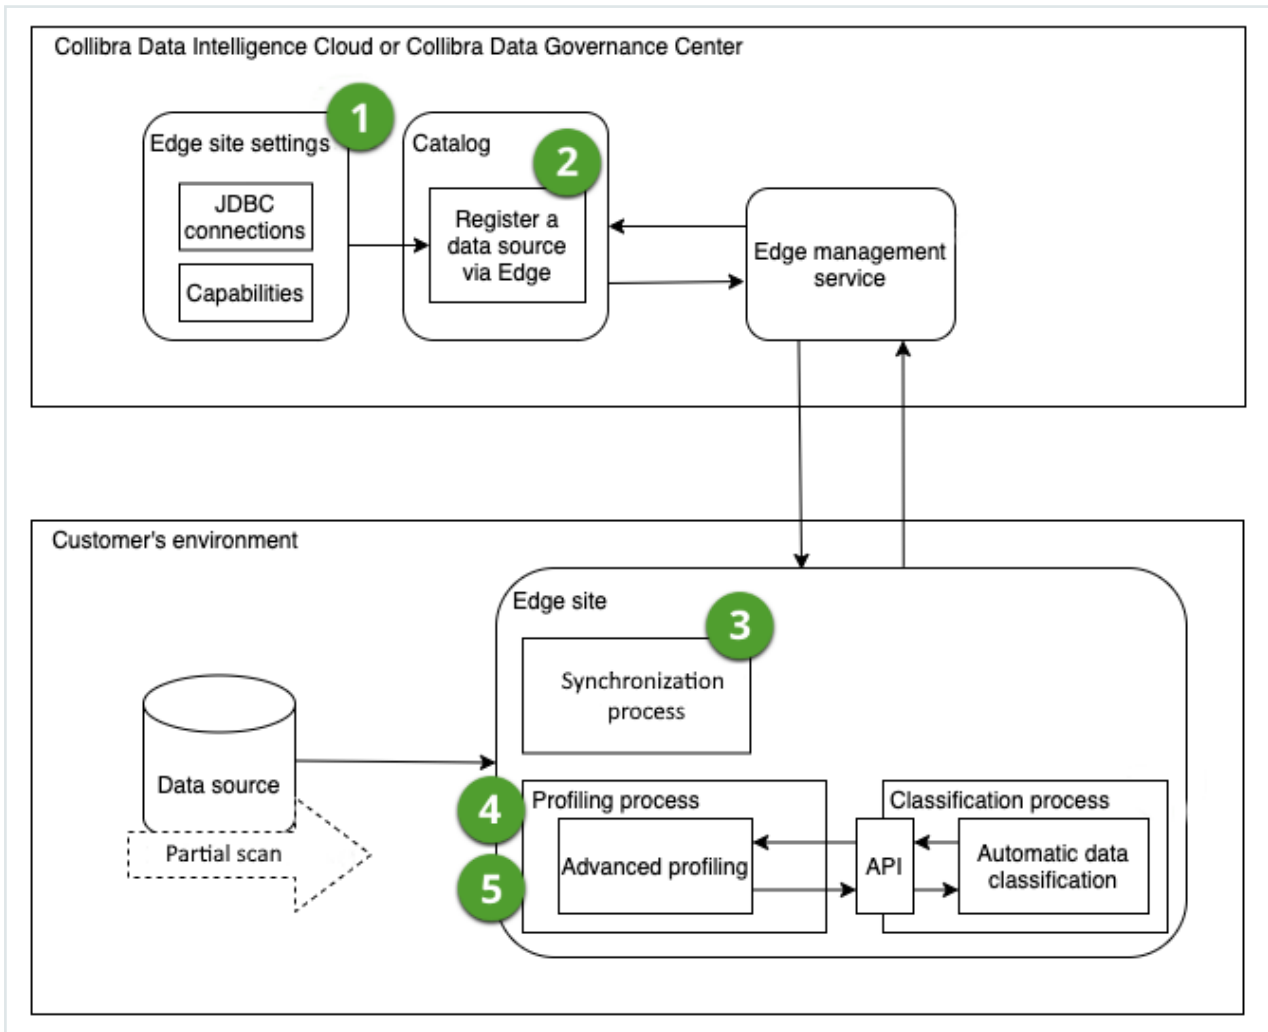 Collibra Data Intelligence Cloud or Collibra Data Governance Center
1
Edge site settings
JDBC
connections
Capabilities
Catalog
2
Register a
data source
via Edge
Edge management
service
Customer's environment
Edge site
3
Synchronization
process
Data source
Partial scan
4
Profiling process
5
Advanced profiling
API
Classification process
Automatic data
classification